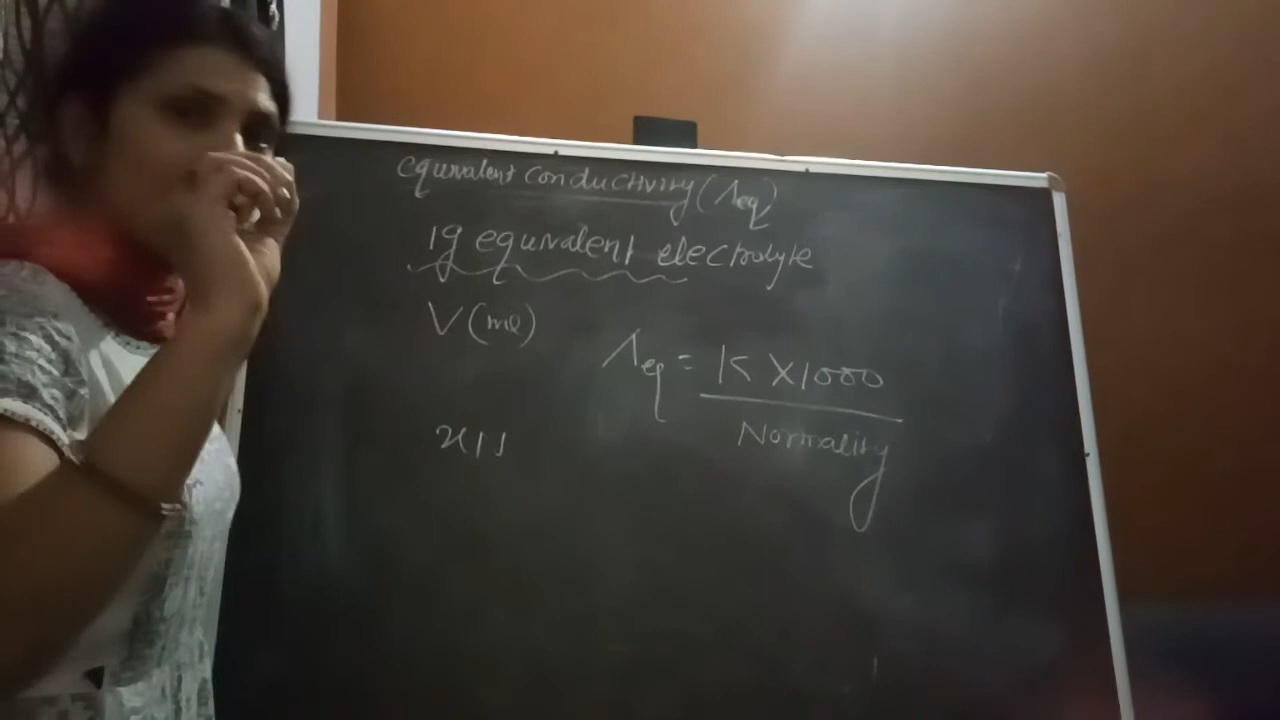 equivalent conductivity (Λeq)
1g equivalent electrolyte
V (ml)
Λeq = K X 1000
Normality